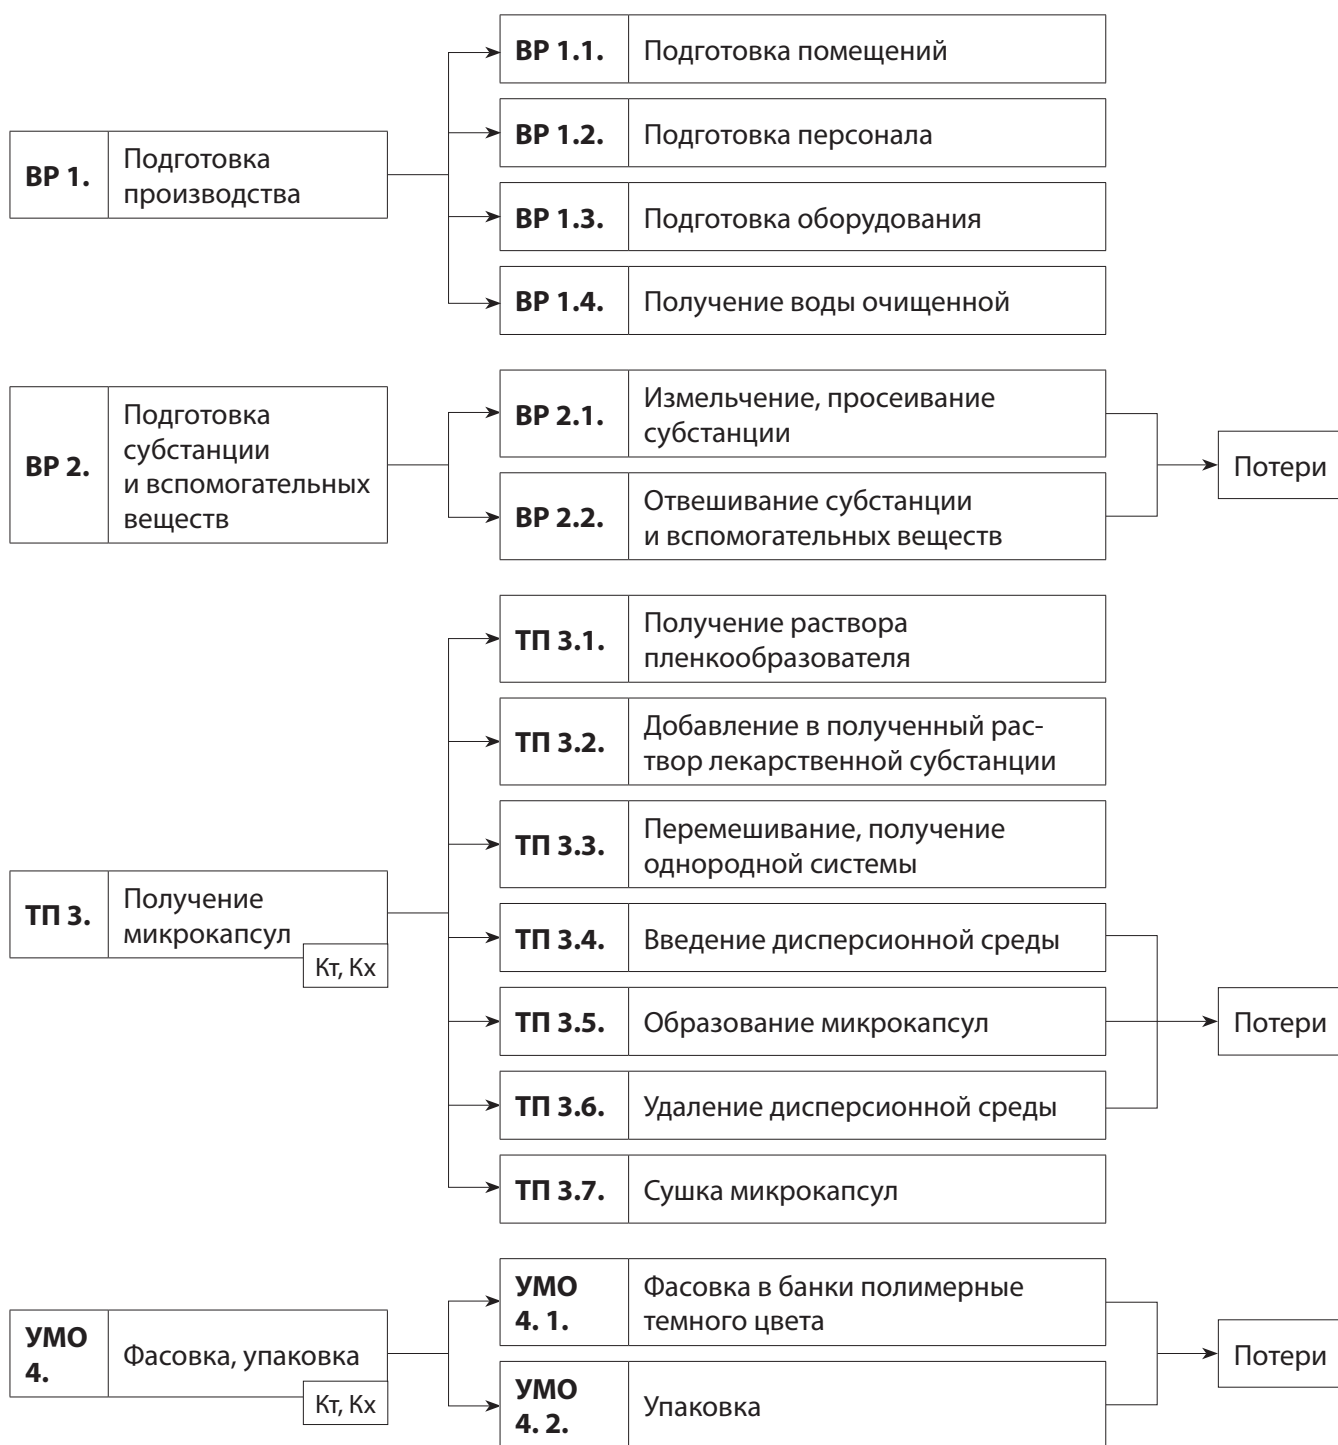 ВР 1.
Подготовка
производства
ВР 1.1.
Подготовка помещений
ВР 1.2.
Подготовка персонала
ВР 1.3.
Подготовка оборудования
ВР 1.4.
Получение воды очищенной
ВР 2.
Подготовка
субстанции
и вспомогательных
веществ
ВР 2.1.
Измельчение, просеивание
субстанции
ВР 2.2.
Отвешивание субстанции
и вспомогательных веществ
Потери
ТП 3.
Получение
микрокапсул
Кт, Кх
ТП 3.1.
Получение раствора
пленкообразователя
ТП 3.2.
Добавление в полученный рас-
твор лекарственной субстанции
ТП 3.3.
Перемешивание, получение
однородной системы
ТП 3.4.
Введение дисперсионной среды
ТП 3.5.
Образование микрокапсул
ТП 3.6.
Удаление дисперсионной среды
ТП 3.7.
Сушка микрокапсул
Потери
УМО
4.
Фасовка, упаковка
Кт, Кх
УМО
4. 1.
Фасовка в банки полимерные
темного цвета
УМО
4. 2.
Упаковка
Потери